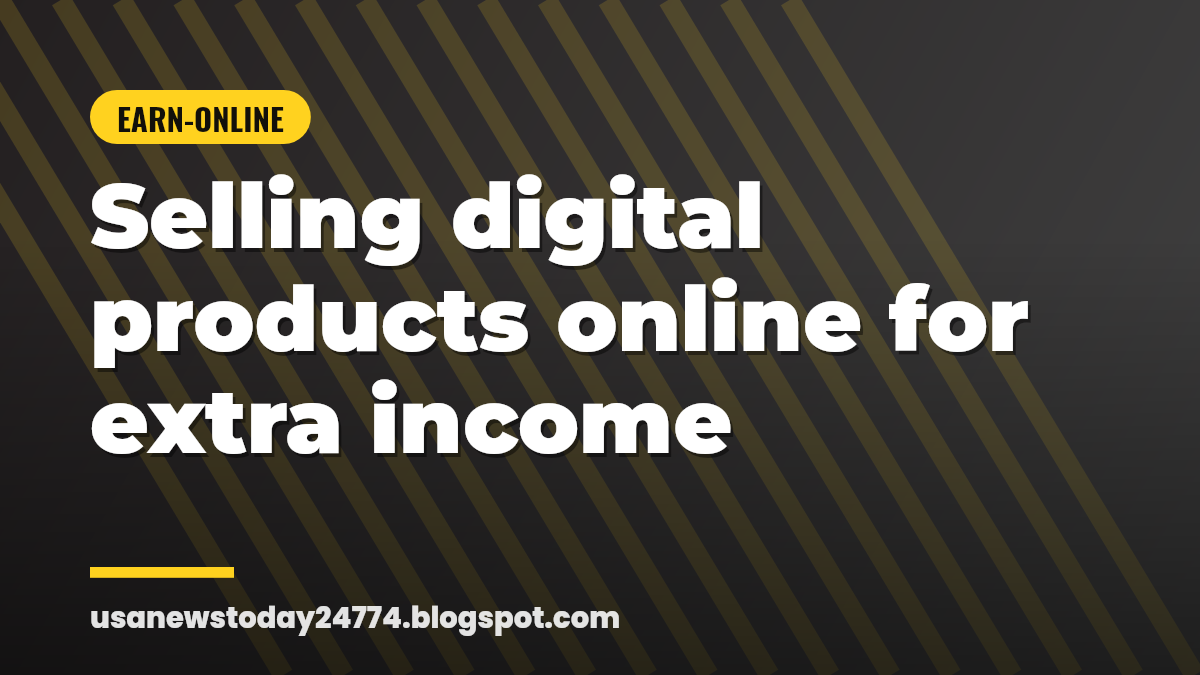 EARN-ONLINE
Selling digital
products online for
extra income
usanewstoday24774.blogspot.com